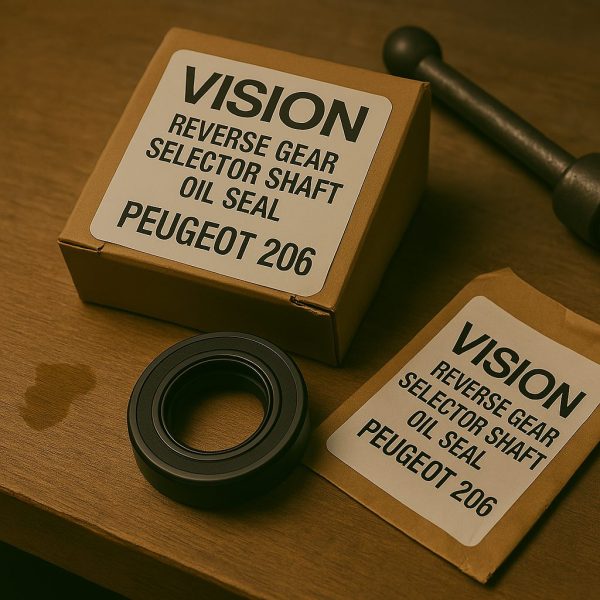 VISION
REVERSE GEAR
SELECTOR SHAFT
OIL SEAL
PEUGEOT 206
VISION
REVERSE GEAR
SELECTOR SHAFT
OIL SEAL
PEUGEOT 206